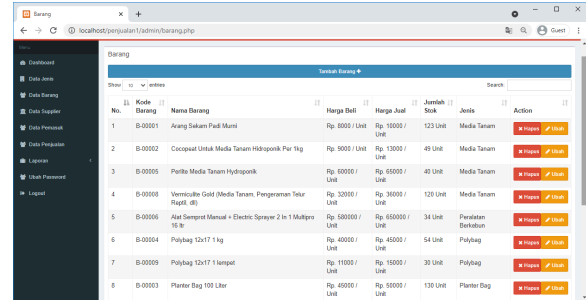 Barang
localhost/penjualan1/admin/barang.php
Guest
Menu
Dashboard
Data Jenis
Data Barang
Data Supplier
Data Pemasuk
Data Penjualan
Laporan
Ubah Password
Logout
Barang
Tambah Barang
Show 10 entries Search:
No. Kode Barang Nama Barang Harga Beli Harga Jual Jumlah Stok Jenis Action
1 B-00001 Arang Sekam Padi Murni Rp. 8000 / Unit Rp. 10000 / Unit 123 Unit Media Tanam Hapus Ubah
2 B-00002 Cocopeat Untuk Media Tanam Hidroponik Per 1kg Rp. 9000 / Unit Rp. 13000 / Unit 49 Unit Media Tanam Hapus Ubah
3 B-00005 Perlite Media Tanam Hydroponik Rp. 60000 / Unit Rp. 65000 / Unit 40 Unit Media Tanam Hapus Ubah
4 B-00008 Vermiculite Gold (Media Tanam, Pengeraman Telur Reptil, dll) Rp. 32000 / Unit Rp. 36000 / Unit 120 Unit Media Tanam Hapus Ubah
5 B-00006 Alat Semprot Manual + Electric Sprayer 2 In 1 Multipro 16 ltr Rp. 580000 / Unit Rp. 650000 / Unit 34 Unit Peralatan Berkebun Hapus Ubah
6 B-00004 Polybag 12x17 1 kg Rp. 40000 / Unit Rp. 45000 / Unit 54 Unit Polybag Hapus Ubah
7 B-00009 Polybag 12x17 1 lempet Rp. 11000 / Unit Rp. 15000 / Unit 30 Unit Polybag Hapus Ubah
8 B-00003 Planter Bag 100 Liter Rp. 45000 / Unit Rp. 50000 / Unit 130 Unit Planter Bag Hapus Ubah